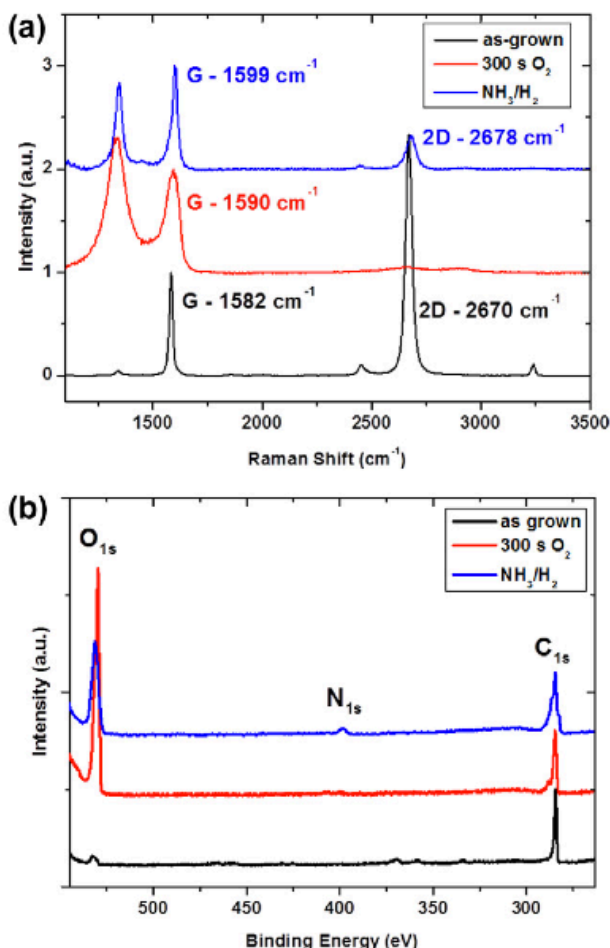 (a)
as-grown
300 s O₂
NH₃/H₂
G - 1599 cm⁻¹
2D - 2678 cm⁻¹
G - 1590 cm⁻¹
G - 1582 cm⁻¹
2D - 2670 cm⁻¹
Intensity (a.u.)
3
2
1
0
1500 2000 2500 3000 3500
Raman Shift (cm⁻¹)
(b)
as grown
300 s O₂
NH₃/H₂
O₁ₛ
N₁ₛ
C₁ₛ
Intensity (a.u.)
500 450 400 350 300
Binding Energy (eV)